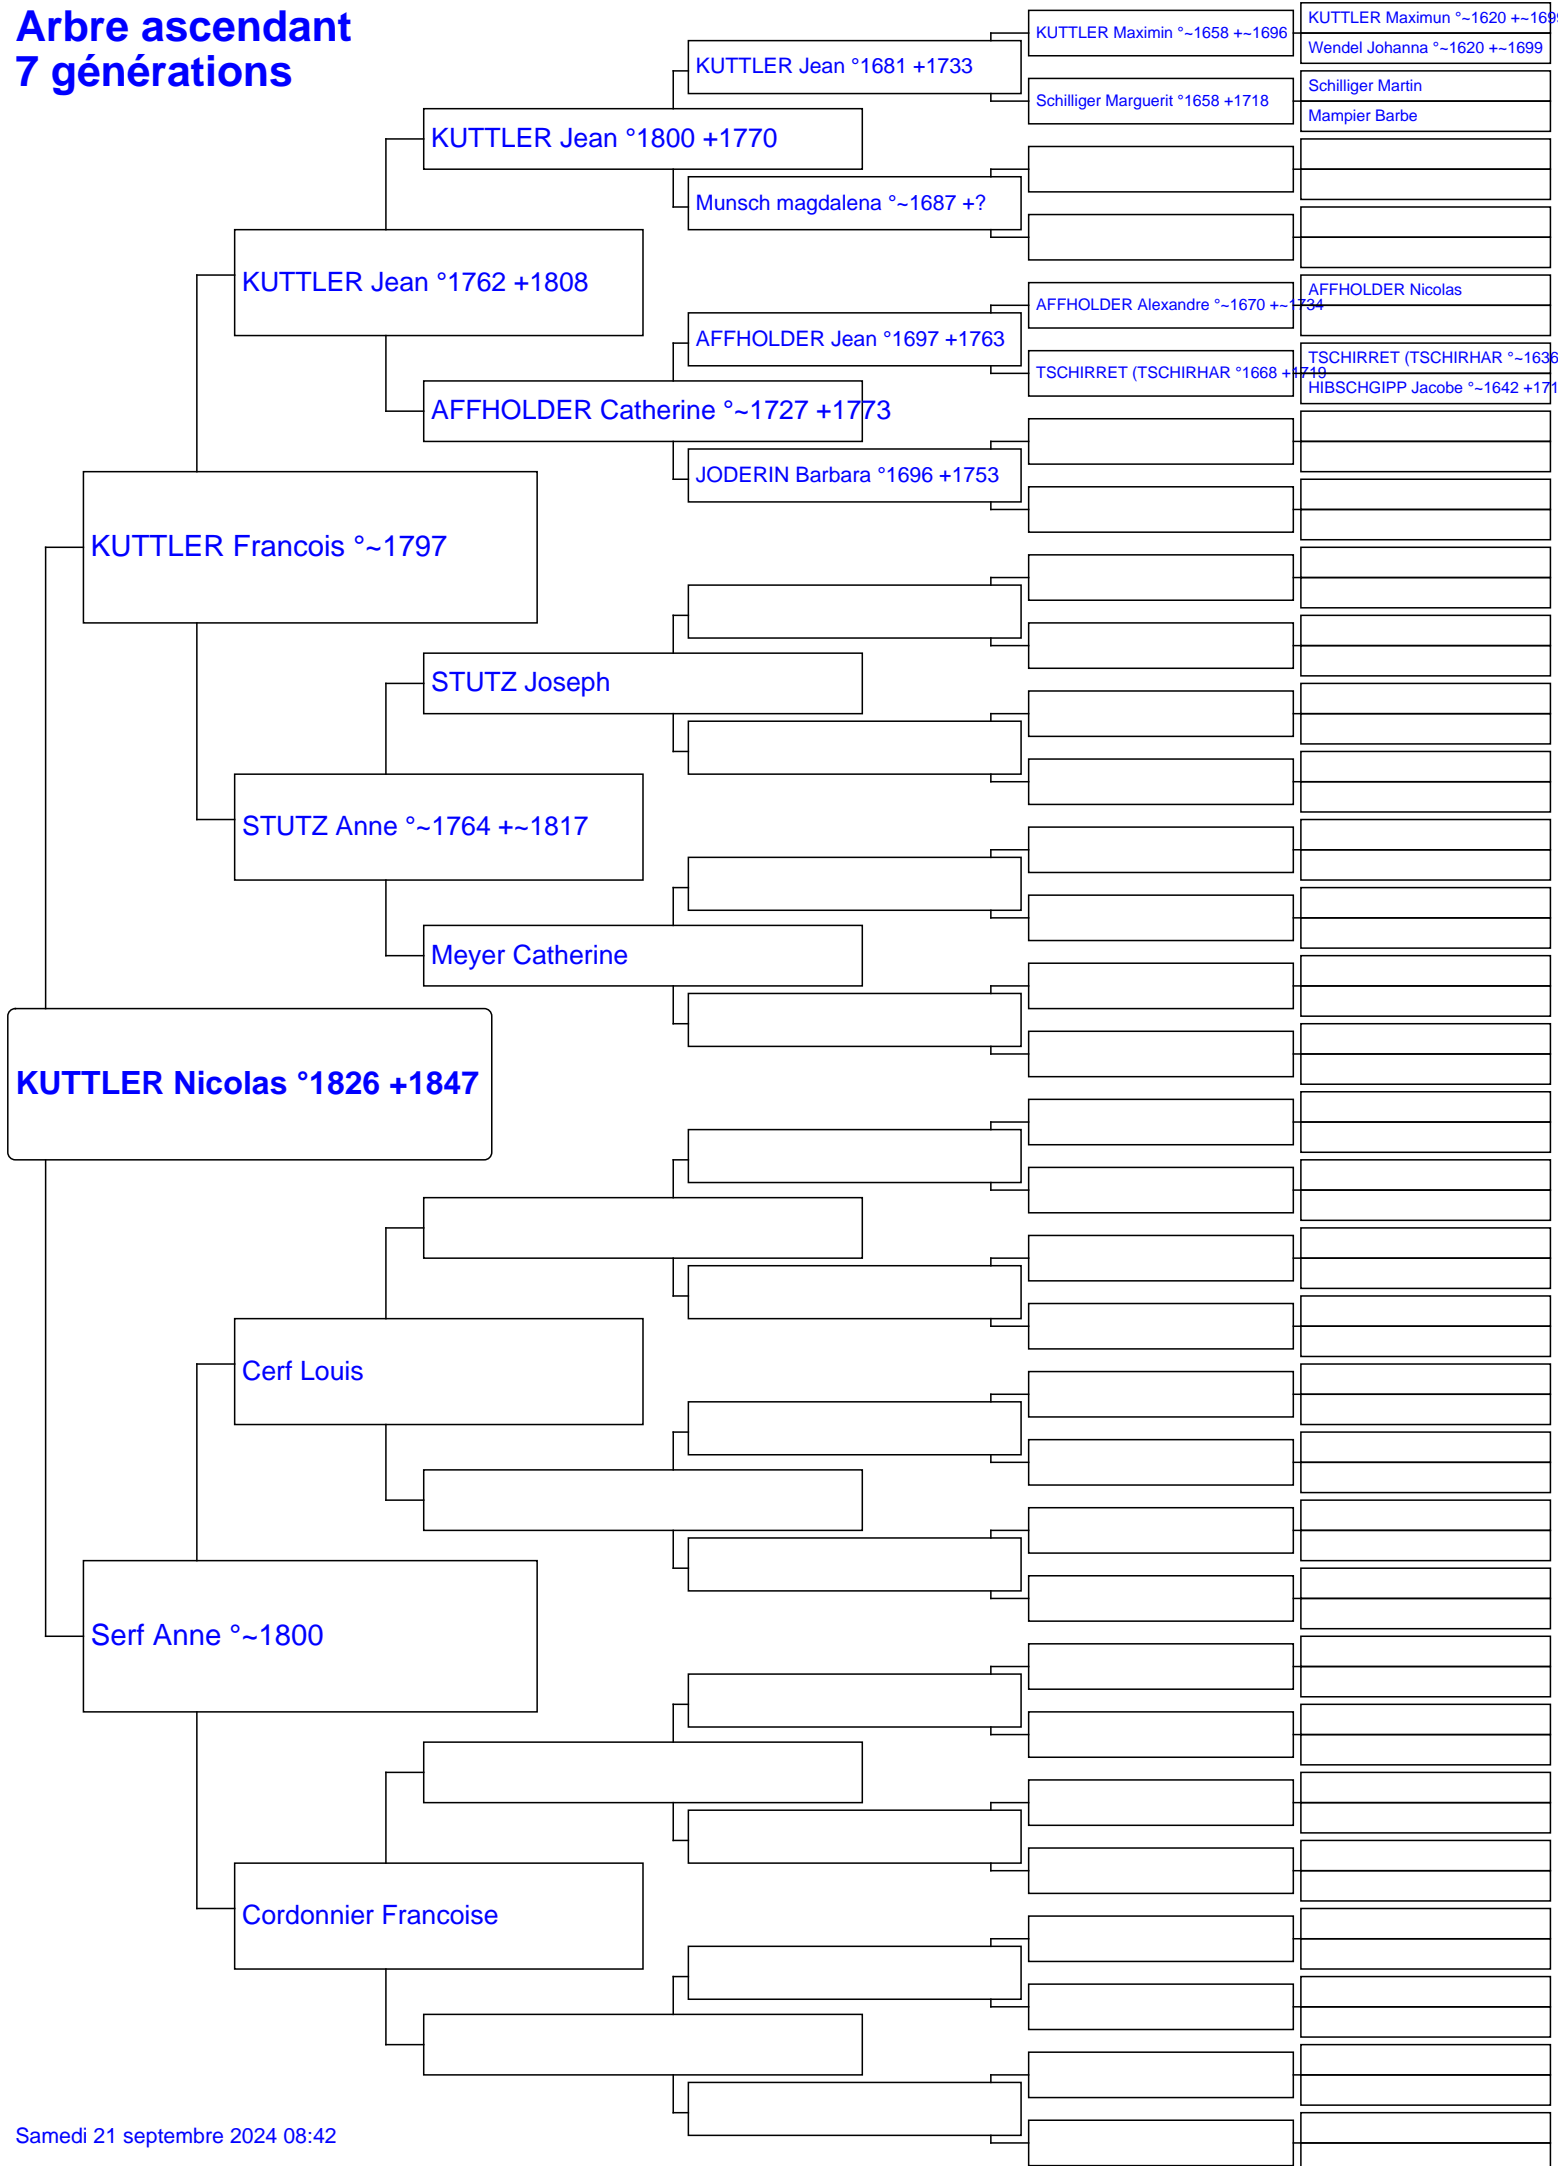 Arbre ascendant
7 générations
KUTTLER Maximin °~1658 +~1696
KUTTLER Maximun °~1620 +~1699
Wendel Johanna °~1620 +~1699
KUTTLER Jean °1681 +1733
Schilliger Marguerit °1658 +1718
Schilliger Martin
Mampier Barbe
KUTTLER Jean °1800 +1770
Munsch magdalena °~1687 +?
KUTTLER Jean °1762 +1808
AFFHOLDER Alexandre °~1670 +~1734
AFFHOLDER Nicolas
AFFHOLDER Jean °1697 +1763
TSCHIRRET (TSCHIRHAR °1668 +1719
TSCHIRRET (TSCHIRHAR °~1636
HIBSCHGIPP Jacobe °~1642 +171
AFFHOLDER Catherine °~1727 +1773
JODERIN Barbara °1696 +1753
KUTTLER Francois °~1797
STUTZ Joseph
STUTZ Anne °~1764 +~1817
Meyer Catherine
KUTTLER Nicolas °1826 +1847
Cerf Louis
Serf Anne °~1800
Cordonnier Francoise
Samedi 21 septembre 2024 08:42